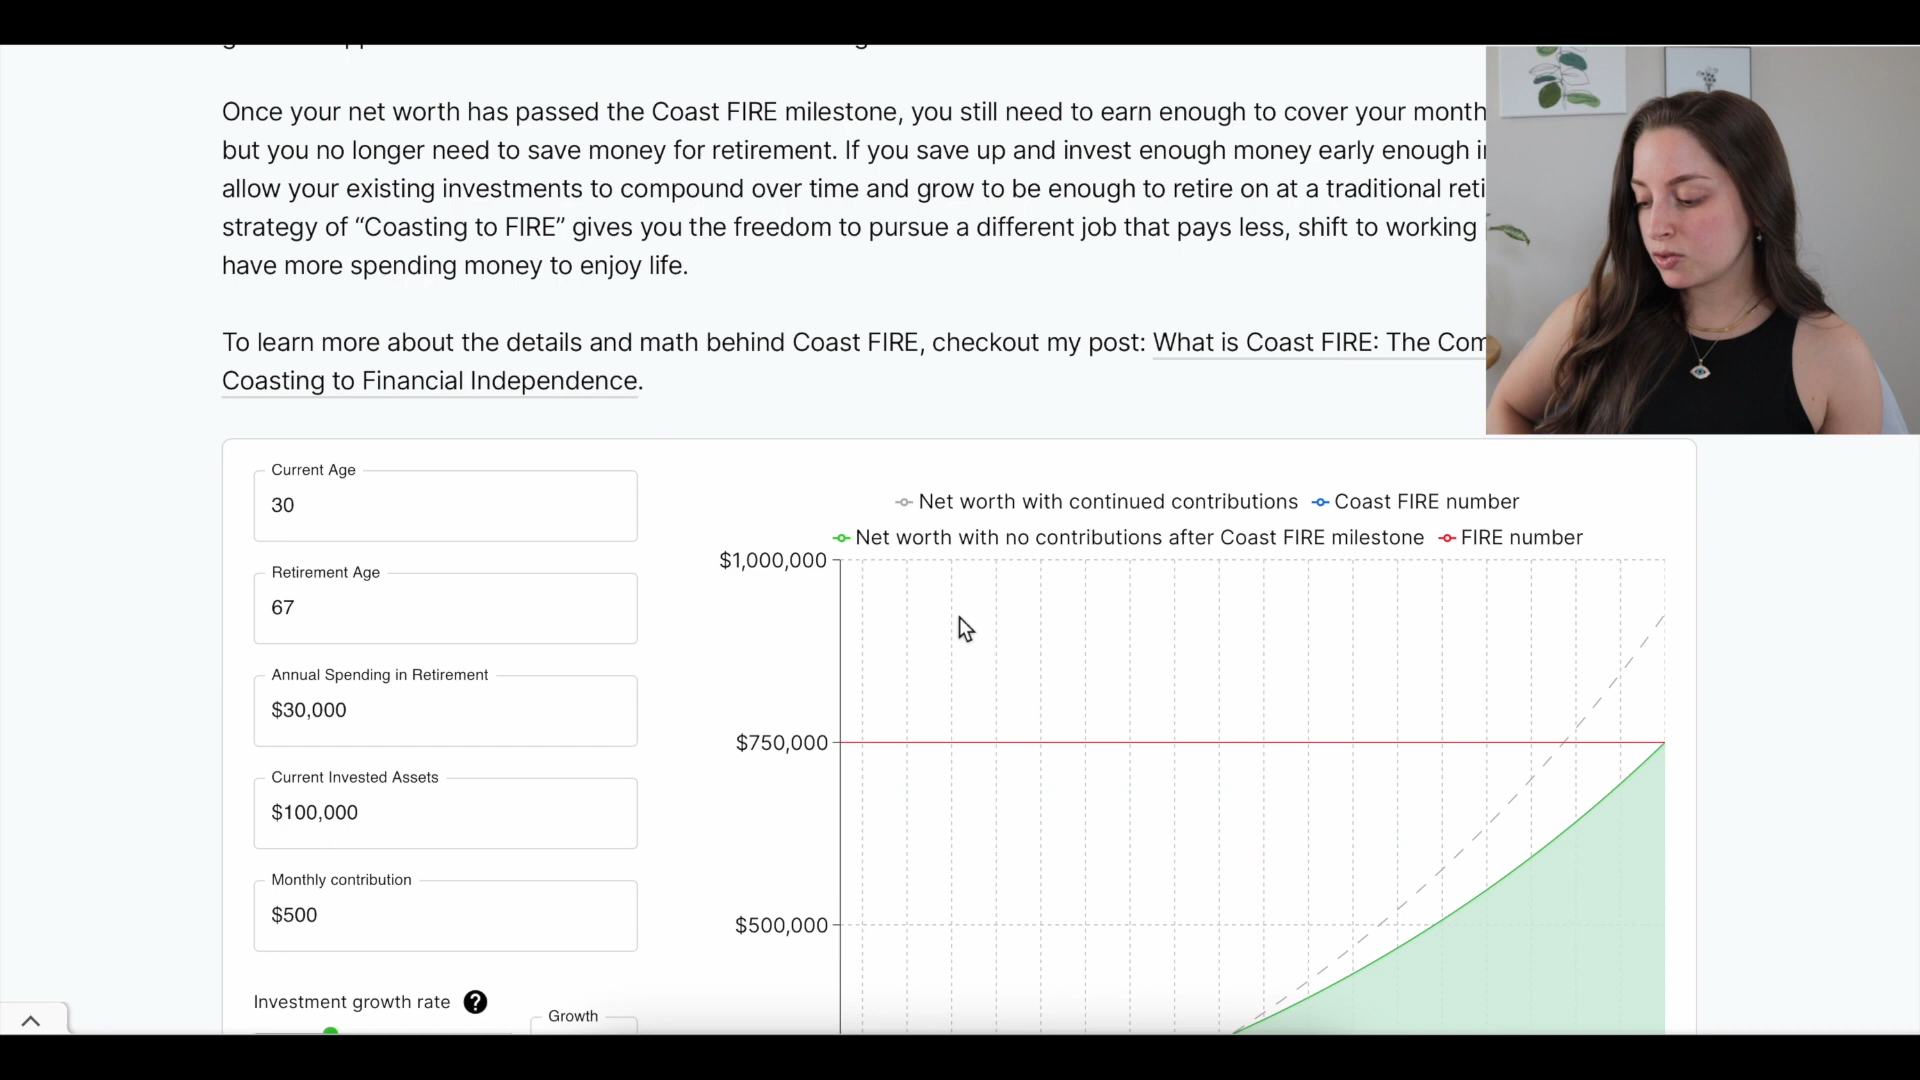 Once your net worth has passed the Coast FIRE milestone, you still need to earn enough to cover your month
but you no longer need to save money for retirement. If you save up and invest enough money early enough
allow your existing investments to compound over time and grow to be enough to retire on at a traditional reti
strategy of “Coasting to FIRE” gives you the freedom to pursue a different job that pays less, shift to working
have more spending money to enjoy life.
To learn more about the details and math behind Coast FIRE, checkout my post: What is Coast FIRE: The Com
Coasting to Financial Independence.
Current Age
30
Retirement Age
67
Annual Spending in Retirement
$30,000
Current Invested Assets
$100,000
Monthly contribution
$500
Investment growth rate ?
Growth
Net worth with continued contributions Coast FIRE number
Net worth with no contributions after Coast FIRE milestone FIRE number
$1,000,000
$750,000
$500,000